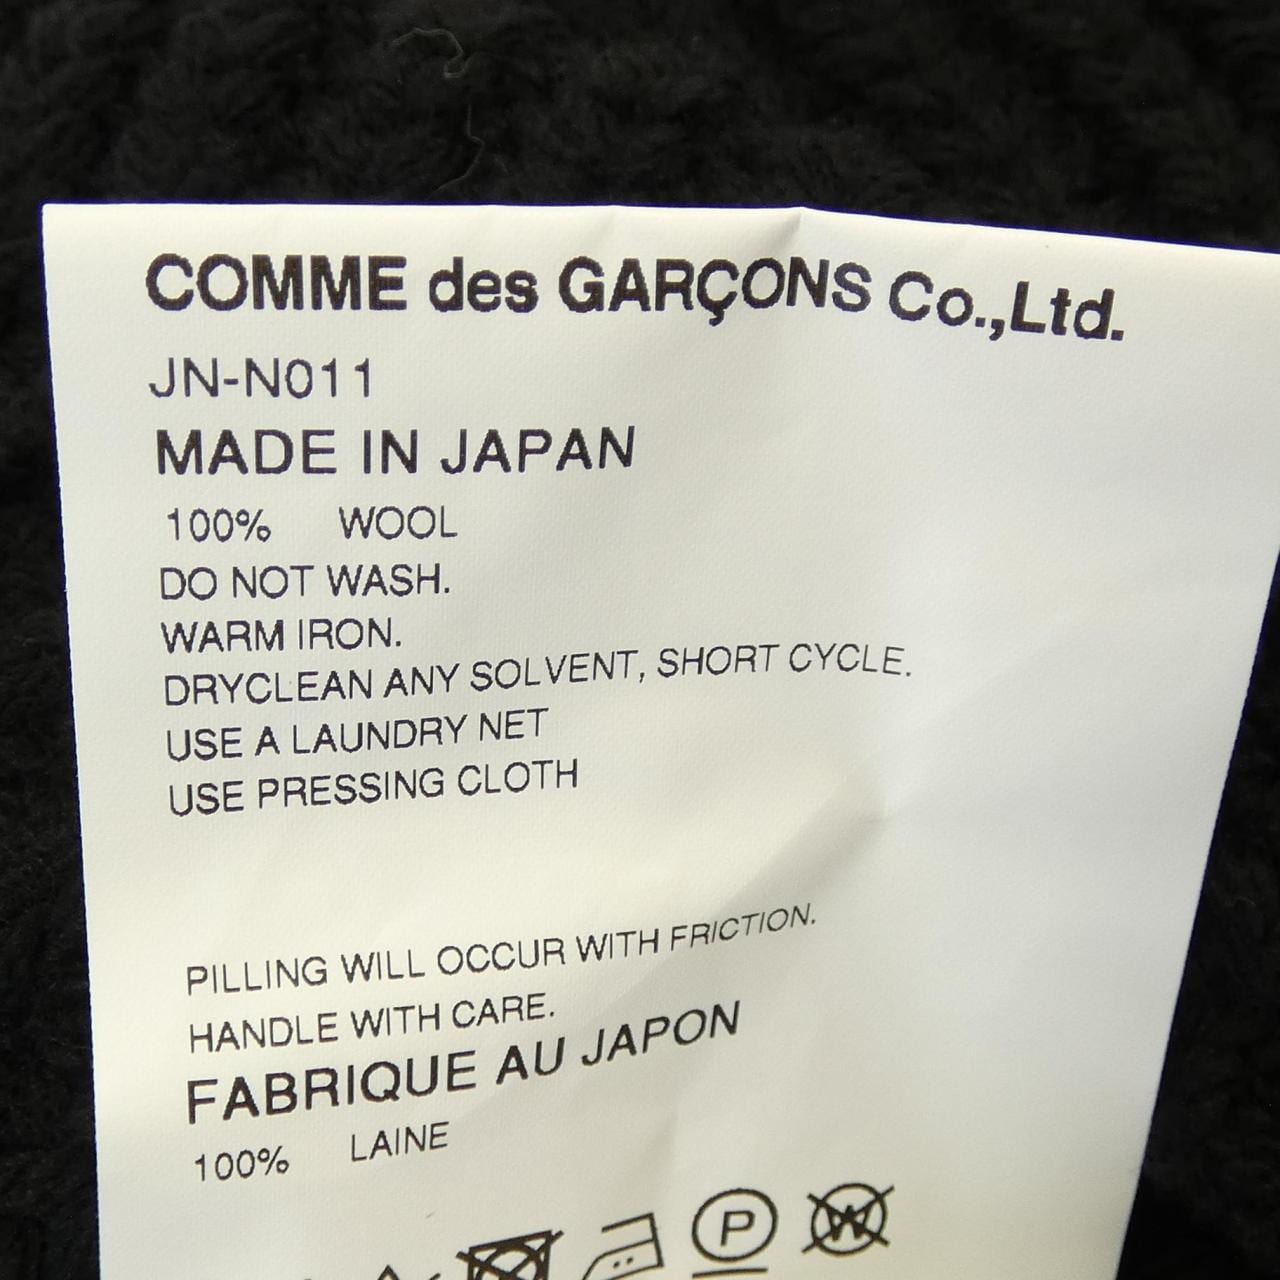 COMME des GARÇONS Co.,Ltd.
JN-N011
MADE IN JAPAN
100% WOOL
DO NOT WASH.
WARM IRON.
DRYCLEAN ANY SOLVENT, SHORT CYCLE.
USE A LAUNDRY NET
USE PRESSING CLOTH
PILLING WILL OCCUR WITH FRICTION.
HANDLE WITH CARE.
FABRIQUE AU JAPON
100% LAINE
P W